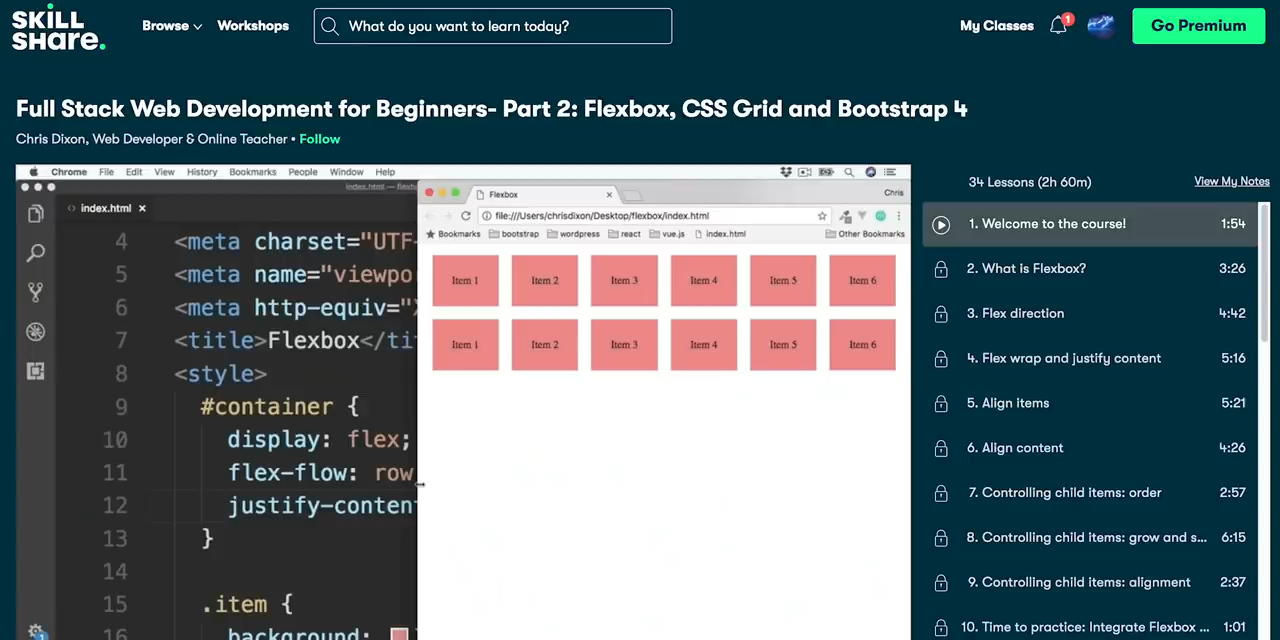 SKILL
SHare.
Browse
Workshops
What do you want to learn today?
My Classes
1
Go Premium
Full Stack Web Development for Beginners- Part 2: Flexbox, CSS Grid and Bootstrap 4
Chris Dixon, Web Developer & Online Teacher • Follow
Chrome File Edit View History Bookmarks People Window Help
index.html
index.html ×
4 <meta charset="UTF-
5 <meta name="viewpo
6 <meta http-equiv="X
7 <title>Flexbox</ti
8 <style>
9 #container {
10 display: flex;
11 flex-flow: row
12 justify-content
13 }
14
15 .item {
16 background:
1
Flexbox ×
Chris
file:///Users/chrisdixon/Desktop/flexbox/index.html
Bookmarks bootstrap wordpress react vue.js index.html Other Bookmarks
Item 1 Item 2 Item 3 Item 4 Item 5 Item 6
Item 1 Item 2 Item 3 Item 4 Item 5 Item 6
34 Lessons (2h 60m)
View My Notes
1. Welcome to the course! 1:54
2. What is Flexbox? 3:26
3. Flex direction 4:42
4. Flex wrap and justify content 5:16
5. Align items 5:21
6. Align content 4:26
7. Controlling child items: order 2:57
8. Controlling child items: grow and s... 6:15
9. Controlling child items: alignment 2:37
10. Time to practice: Integrate Flexbox ... 1:01